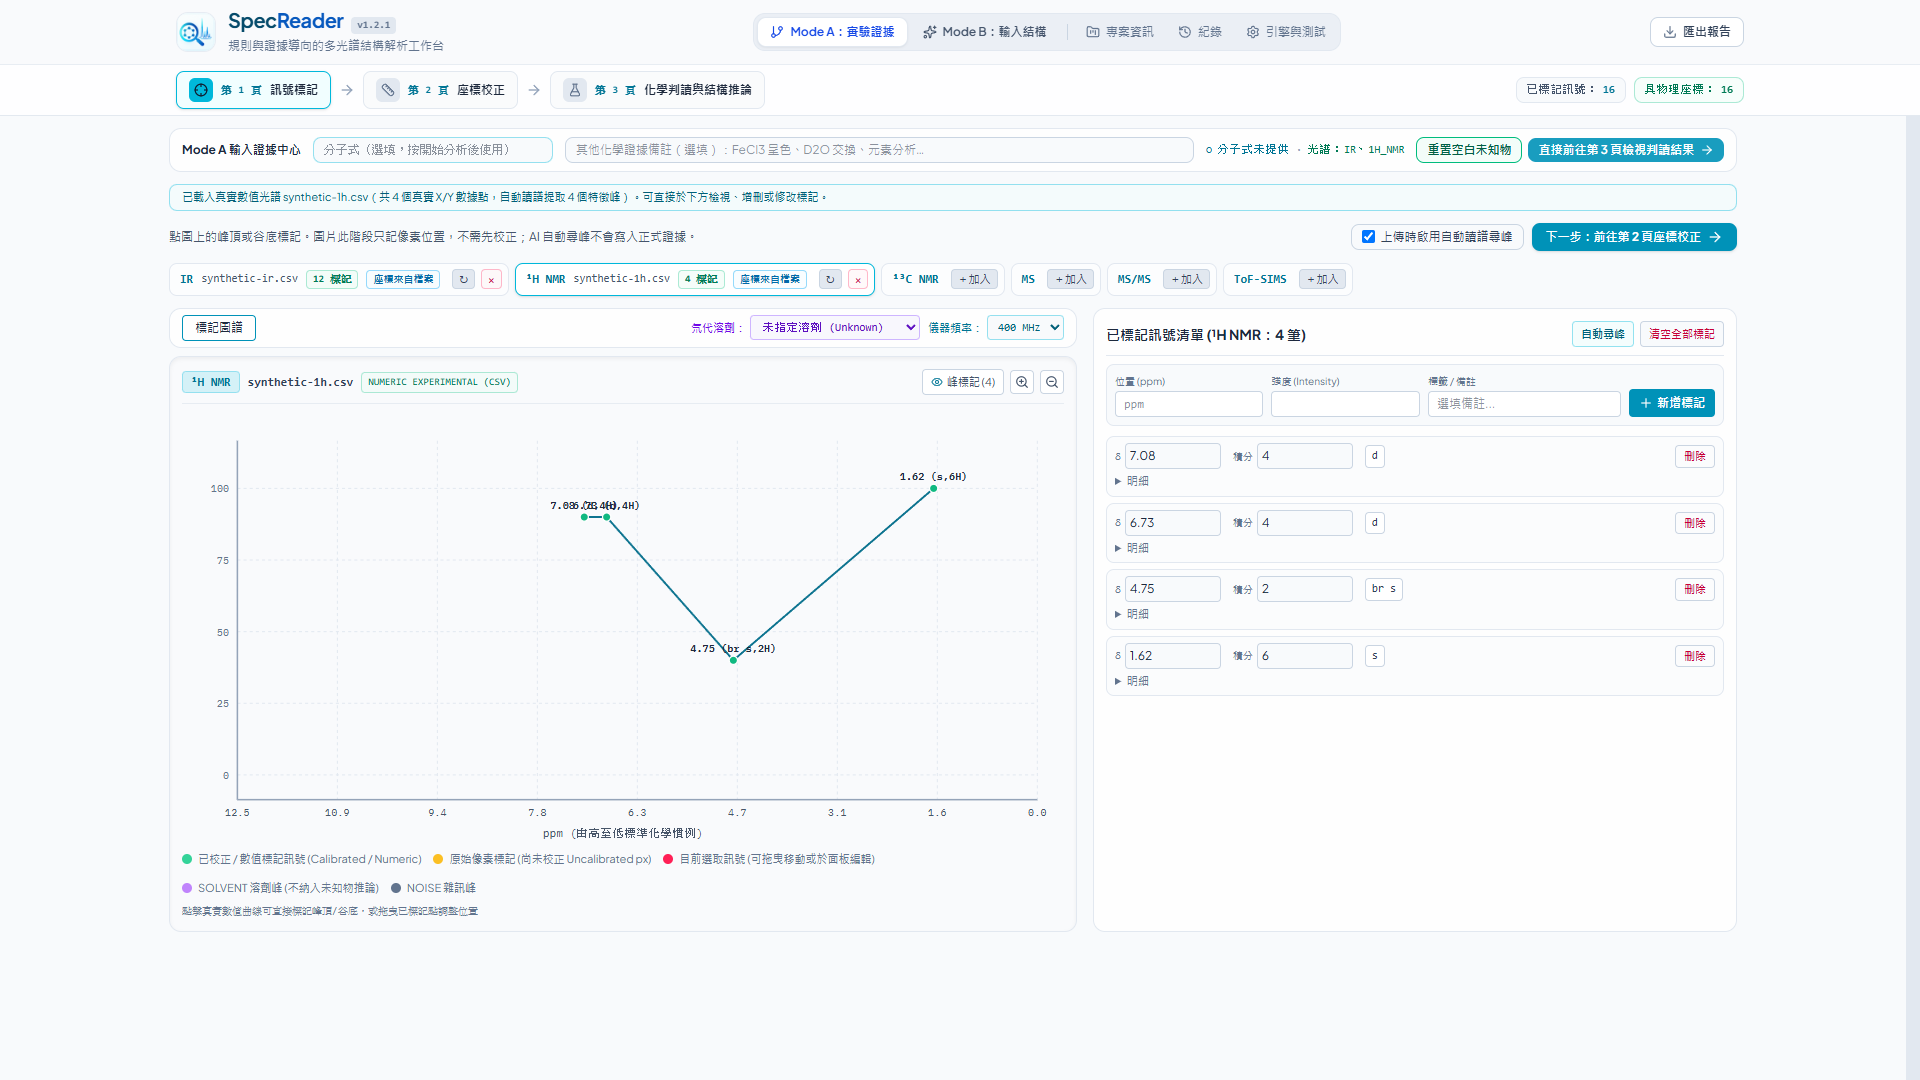 SpecReader v1.2.1
規則與證據導向的多光譜結構解析工作台
Mode A：實驗證據
Mode B：輸入結構
專案資訊
紀錄
引擎與測試
匯出報告
第 1 頁 訊號標記
第 2 頁 座標校正
第 3 頁 化學判讀與結構推論
已標記訊號： 16
具物理座標： 16
Mode A 輸入證據中心
分子式（選填，按開始分析後使用）
其他化學證據備註（選填）：FeCl3 呈色、D2O 交換、元素分析...
○ 分子式未提供 · 光譜：IR、1H_NMR
重置空白未知物
直接前往第 3 頁檢視判讀結果 →
已載入真實數值光譜 synthetic-1h.csv（共 4 個真實 X/Y 數據點，自動讀譜提取 4 個特徵峰）。可直接於下方檢視、增刪或修改標記。
點圖上的峰頂或谷底標記。圖片此階段只記像素位置，不需先校正；AI 自動尋峰不會寫入正式證據。
上傳時啟用自動讀譜尋峰
下一步：前往第 2 頁座標校正 →
IR synthetic-ir.csv 12 標記 座標來自檔案 ↻ ×
¹H NMR synthetic-1h.csv 4 標記 座標來自檔案 ↻ ×
¹³C NMR + 加入
MS + 加入
MS/MS + 加入
ToF-SIMS + 加入
標記圖譜
氘代溶劑： 未指定溶劑 (Unknown)
儀器頻率： 400 MHz
¹H NMR synthetic-1h.csv NUMERIC EXPERIMENTAL (CSV)
峰標記 (4)
1.62 (s,6H)
4.75 (br s,2H)
100
75
50
25
0
12.5 10.9 9.4 7.8 6.3 4.7 3.1 1.6 0.0
ppm (由高至低標準化學慣例)
已校正 / 數值標記訊號 (Calibrated / Numeric)
原始像素標記 (尚未校正 Uncalibrated px)
目前選取訊號 (可拖曳移動或於面板編輯)
SOLVENT 溶劑峰 (不納入未知物推論)
NOISE 雜訊峰
點擊真實數值曲線可直接標記峰頂/谷底，或拖曳已標記點調整位置
已標記訊號清單 (¹H NMR：4 筆)
自動尋峰
清空全部標記
位置 (ppm)
強度 (Intensity)
標籤 / 備註
ppm
選填備註...
+ 新增標記
δ 7.08 積分 4 d 刪除
▶ 明細
δ 6.73 積分 4 d 刪除
▶ 明細
δ 4.75 積分 2 br s 刪除
▶ 明細
δ 1.62 積分 6 s 刪除
▶ 明細